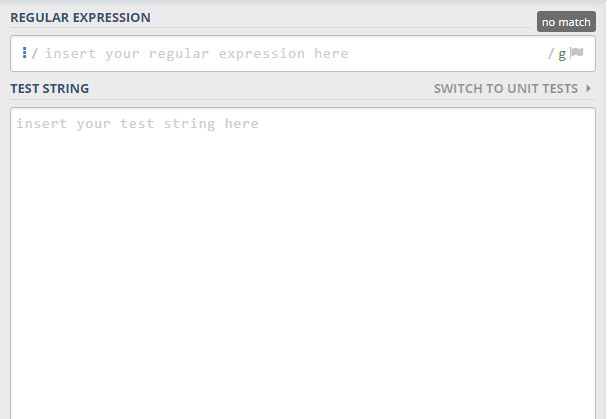 REGULAR EXPRESSION
no match
/ insert your regular expression here / g
TEST STRING
SWITCH TO UNIT TESTS
insert your test string here